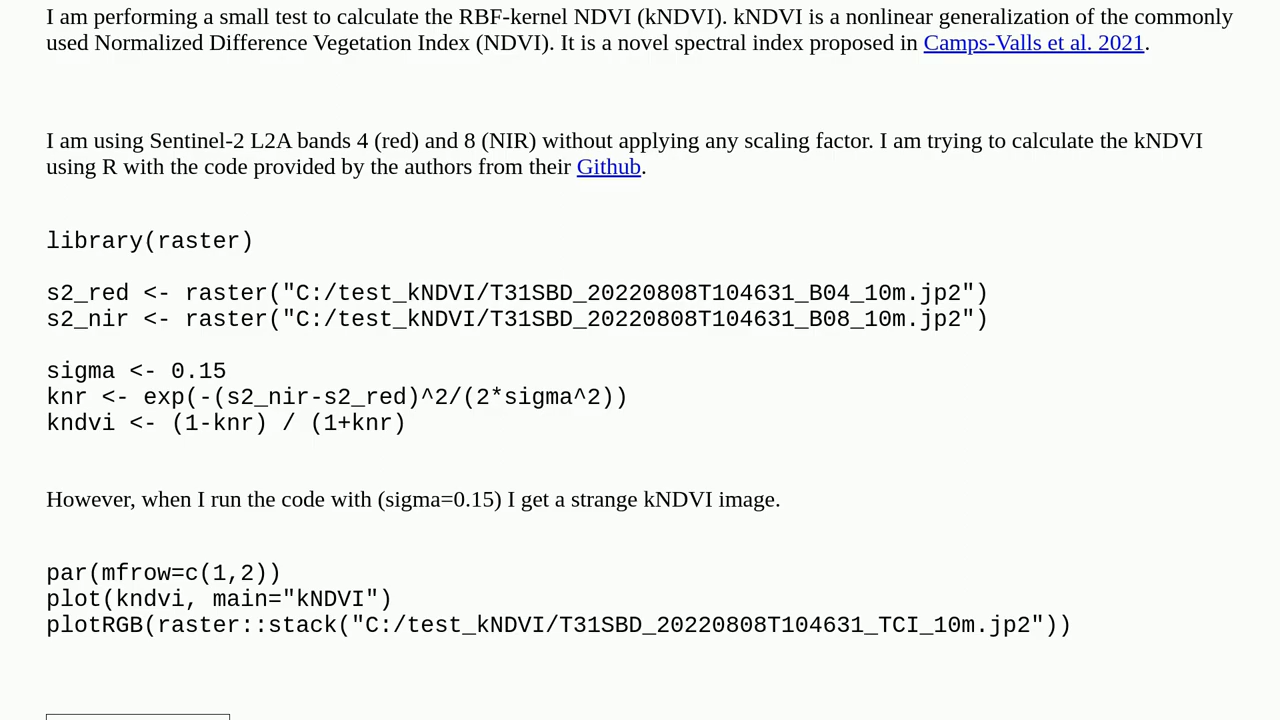 I am performing a small test to calculate the RBF-kernel NDVI (kNDVI). kNDVI is a nonlinear generalization of the commonly
used Normalized Difference Vegetation Index (NDVI). It is a novel spectral index proposed in Camps-Valls et al. 2021.
I am using Sentinel-2 L2A bands 4 (red) and 8 (NIR) without applying any scaling factor. I am trying to calculate the kNDVI
using R with the code provided by the authors from their Github.
library(raster)
s2_red <- raster("C:/test_kNDVI/T31SBD_20220808T104631_B04_10m.jp2")
s2_nir <- raster("C:/test_kNDVI/T31SBD_20220808T104631_B08_10m.jp2")
sigma <- 0.15
knr <- exp(-(s2_nir-s2_red)^2/(2*sigma^2))
kndvi <- (1-knr) / (1+knr)
However, when I run the code with (sigma=0.15) I get a strange kNDVI image.
par(mfrow=c(1,2))
plot(kndvi, main="kNDVI")
plotRGB(raster::stack("C:/test_kNDVI/T31SBD_20220808T104631_TCI_10m.jp2"))